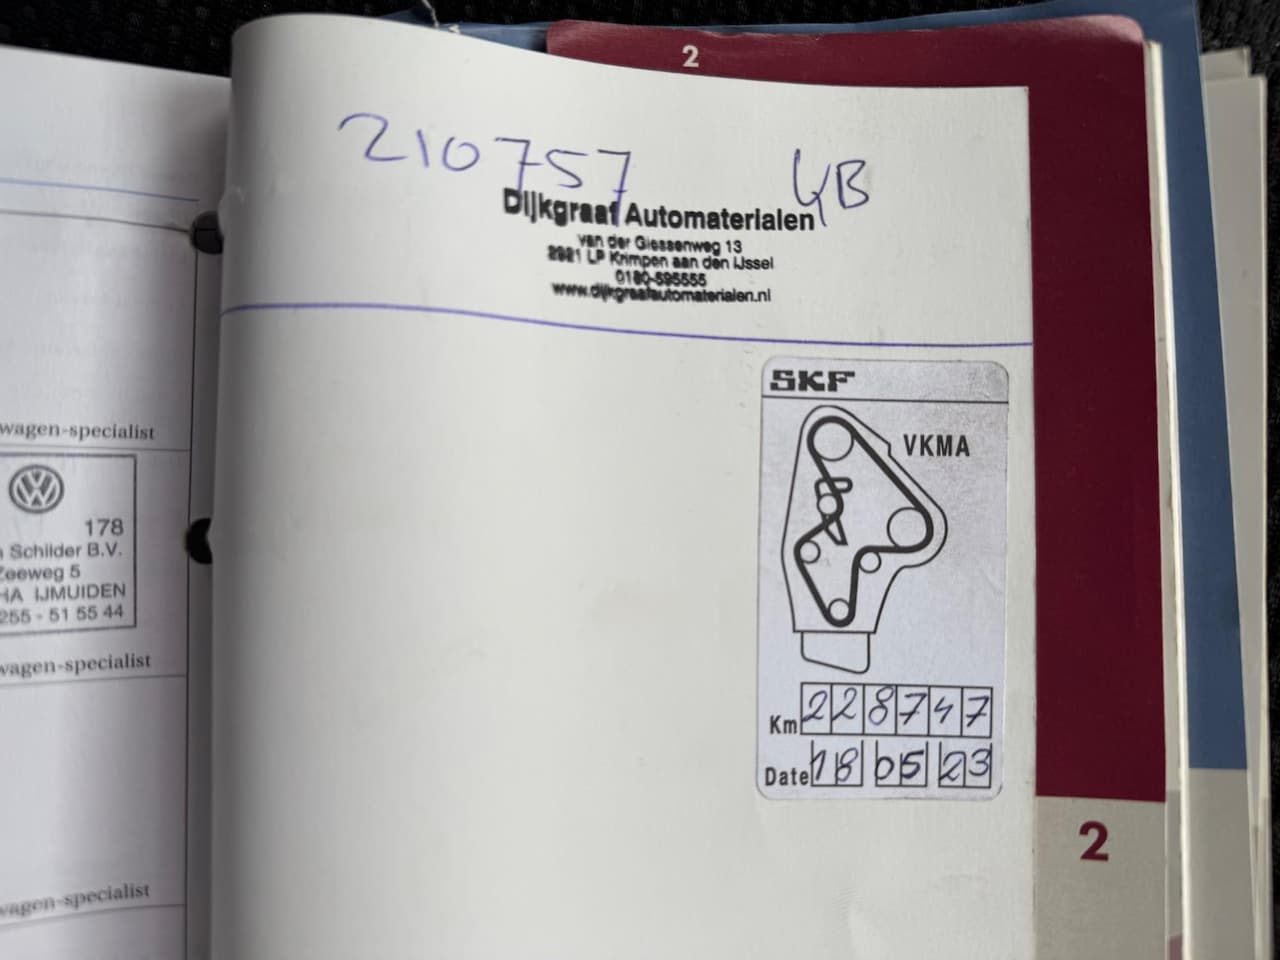 2
210757 GB
Dijkgraaf Automaterialen
van der Giessenweg 13
2921 LP Krimpen aan den IJssel
0180-595555
www.dijkgraafautomaterialen.nl
SKF
VKMA
Km 228747
Date 18 05 23
2
wagen-specialist
178
Schilder B.V.
Zeeweg 5
HA IJMUIDEN
255 - 51 55 44
wagen-specialist
wagen-specialist